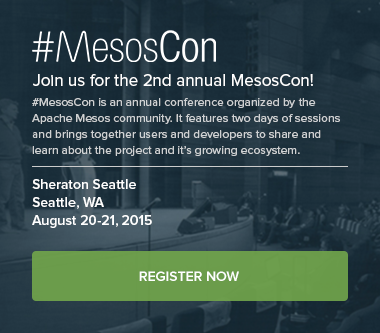 #MesosCon
Join us for the 2nd annual MesosCon!
#MesosCon is an annual conference organized by the
Apache Mesos community. It features two days of sessions
and brings together users and developers to share and
learn about the project and it's growing ecosystem.
Sheraton Seattle
Seattle, WA
August 20-21, 2015
REGISTER NOW